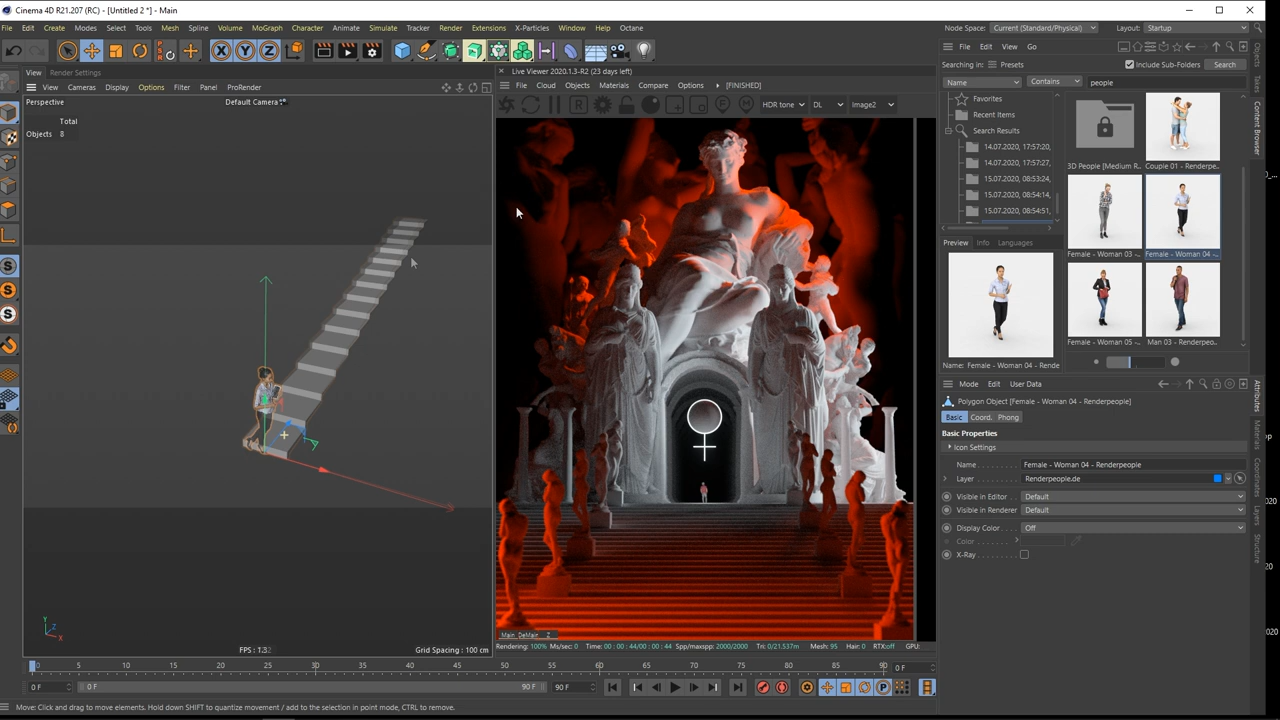 Cinema 4D R21.207 (RC) - [Untitled 2 *] - Main
File Edit Create Modes Select Tools Mesh Spline Volume MoGraph Character Animate Simulate Tracker Render Extensions X-Particles Window Help Octane
Node Space: Current (Standard/Physical) Layout: Startup
File Edit View Go
Searching in: Presets Include Sub-Folders Search
Name Contains people
View Render Settings
View Cameras Display Options Filter Panel ProRender
Perspective Default Camera
Total
Objects 8
FPS : 1.3
Grid Spacing : 100 cm
Live Viewer 2020.1.3-R2 (23 days left)
File Cloud Objects Materials Compare Options [FINISHED]
HDR tone DL Image2
Main DeMain Z
Rendering: 100% Ms/sec: 0 Time: 00 : 00 : 44/00 : 00 : 44 Spp/maxspp: 2000/2000 Tri: 0/21.537m Mesh: 95 Hair: 0 RTX:off GPU:
Favorites
Recent Items
Search Results
14.07.2020, 17:57:20,
14.07.2020, 17:57:27,
15.07.2020, 08:53:24,
15.07.2020, 08:54:14,
15.07.2020, 08:54:51,
3D People [Medium R.. Couple 01 - Renderpe..
Female - Woman 03 -.. Female - Woman 04 -..
Female - Woman 05 -.. Man 03 - Renderpeo..
Preview Info Languages
Name: Female - Woman 04 - Rende
Mode Edit User Data
Polygon Object [Female - Woman 04 - Renderpeople]
Basic Coord. Phong
Basic Properties
Icon Settings
Name Female - Woman 04 - Renderpeople
Layer Renderpeople.de
Visible in Editor Default
Visible in Renderer Default
Display Color Off
Color
X-Ray
Objects
Takes
Content Browser
Attributes
Materials
Coordinates
Layers
Structure
0 5 10 15 20 25 30 35 40 45 50 55 60 65 70 75 80 85 90 0 F
0 F 0 F 90 F 90 F
Move: Click and drag to move elements. Hold down SHIFT to quantize movement / add to the selection in point mode, CTRL to remove.